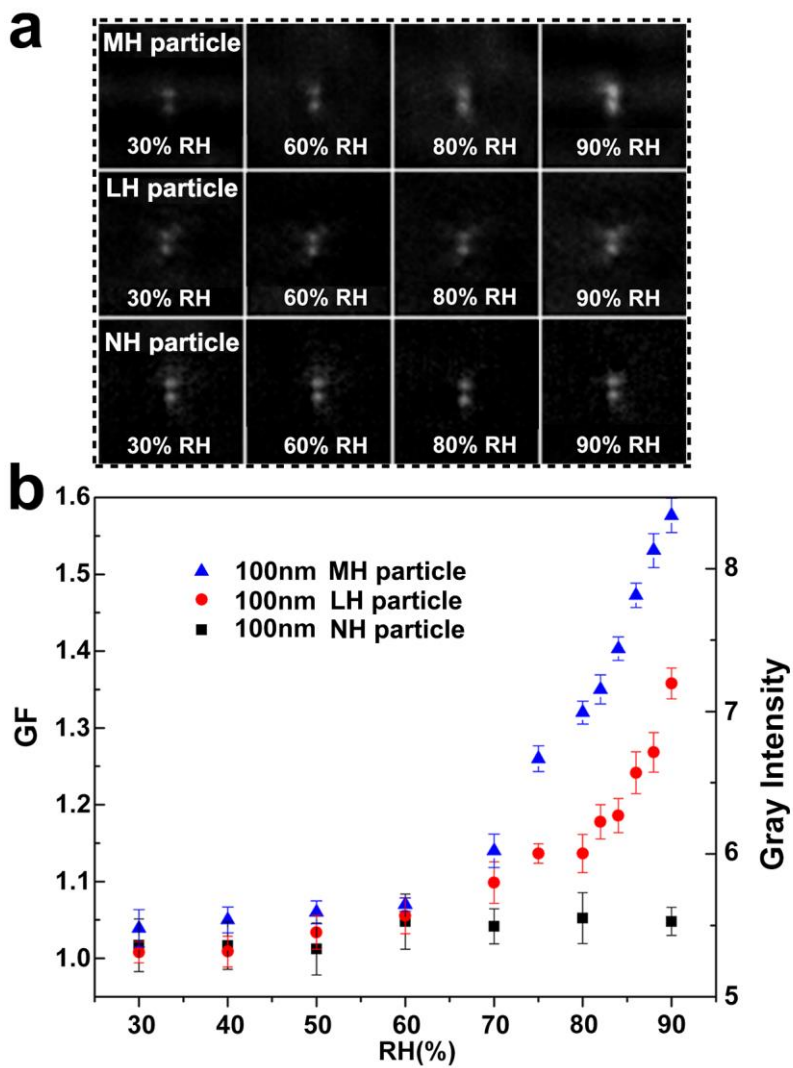 a
MH particle
30% RH 60% RH 80% RH 90% RH
LH particle
30% RH 60% RH 80% RH 90% RH
NH particle
30% RH 60% RH 80% RH 90% RH
b
1.6
1.5
1.4
1.3
1.2
1.1
1.0
GF
100nm MH particle
100nm LH particle
100nm NH particle
8
7
6
5
Gray Intensity
30 40 50 60 70 80 90
RH(%)